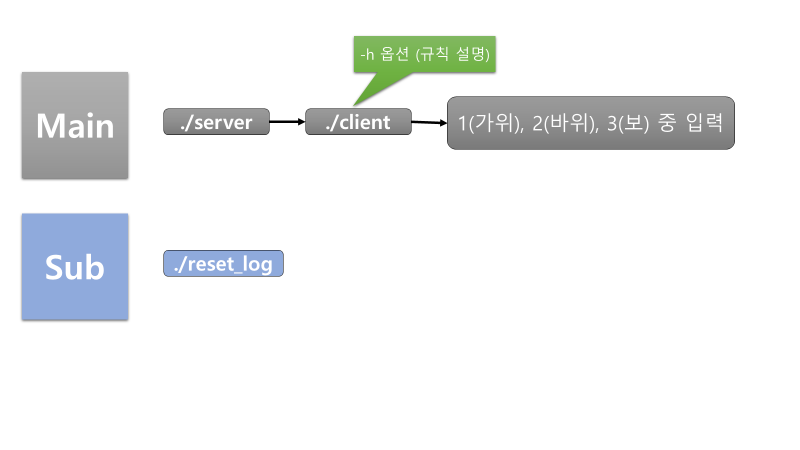 -h 옵션 (규칙 설명)
Main
./server
./client
1(가위), 2(바위), 3(보) 중 입력
Sub
./reset_log